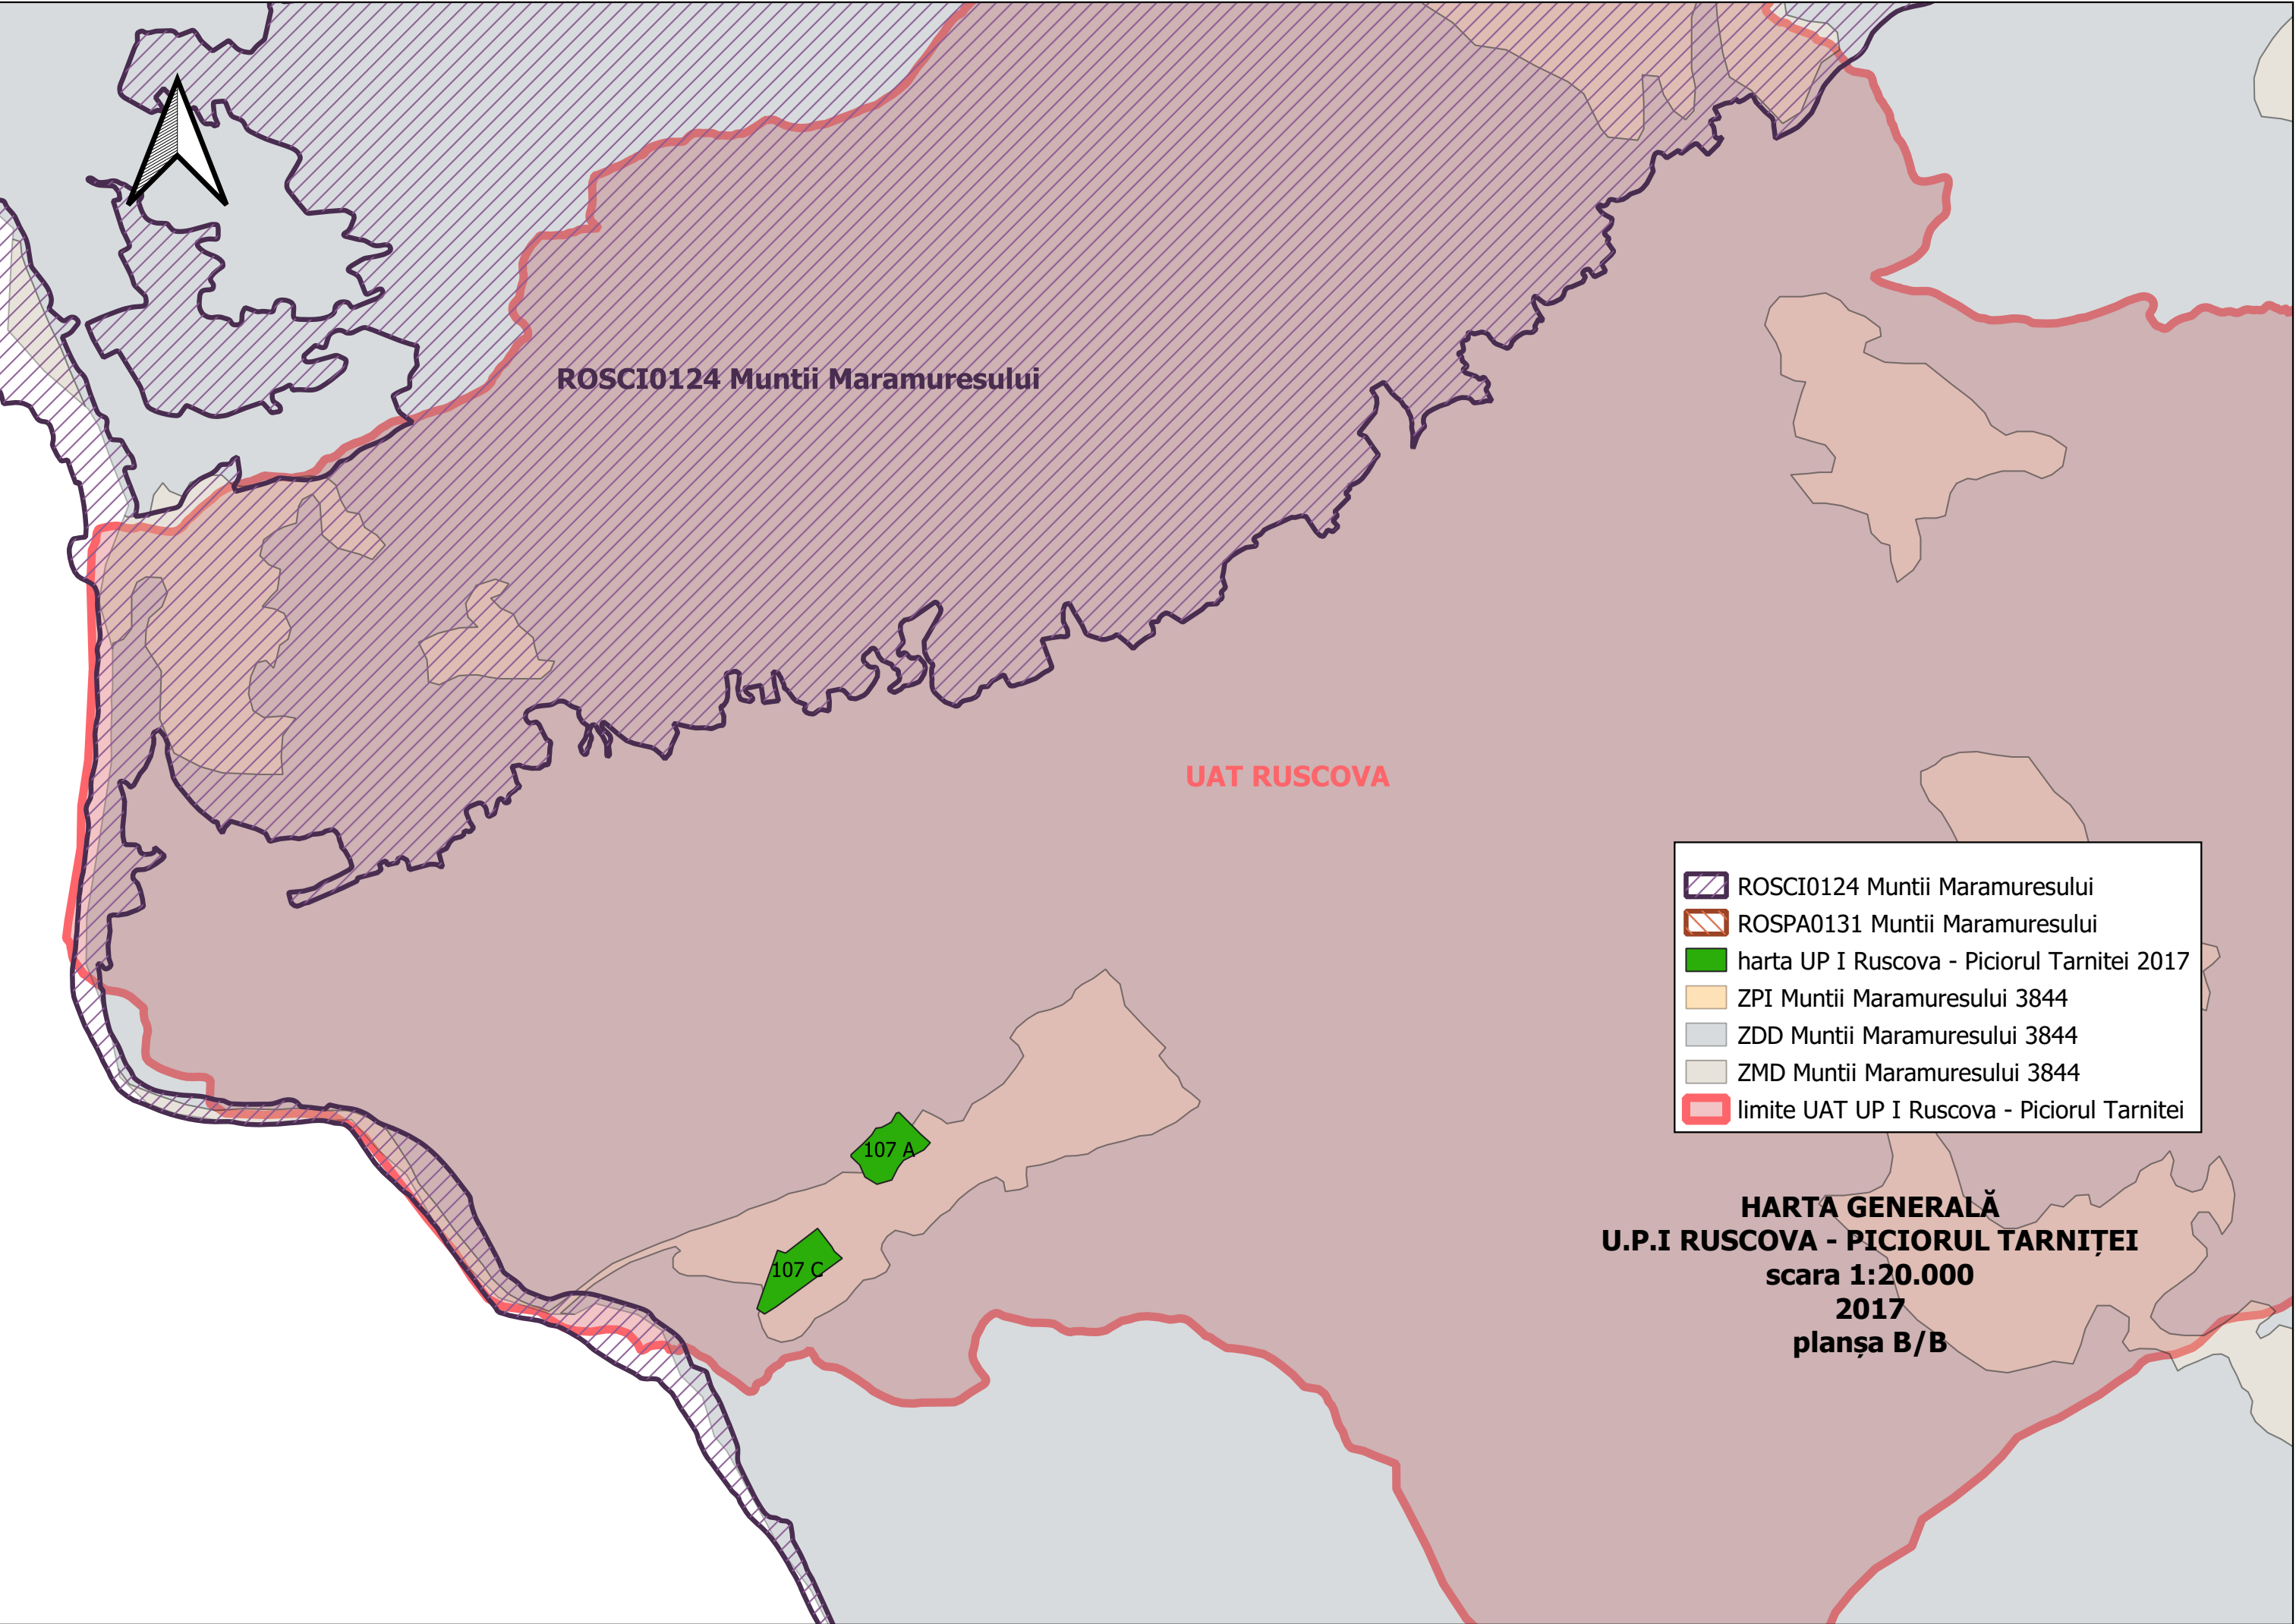 ROSCI0124 Muntii Maramuresului
UAT RUSCOVA
ROSCI0124 Muntii Maramuresului
ROSPA0131 Muntii Maramuresului
harta UP I Ruscova - Piciorul Tarnitei 2017
ZPI Muntii Maramuresului 3844
ZDD Muntii Maramuresului 3844
ZMD Muntii Maramuresului 3844
limite UAT UP I Ruscova - Piciorul Tarnitei
107 A
107 C
HARTA GENERALĂ
U.P.I RUSCOVA - PICIORUL TARNIȚEI
scara 1:20.000
2017
planșa B/B